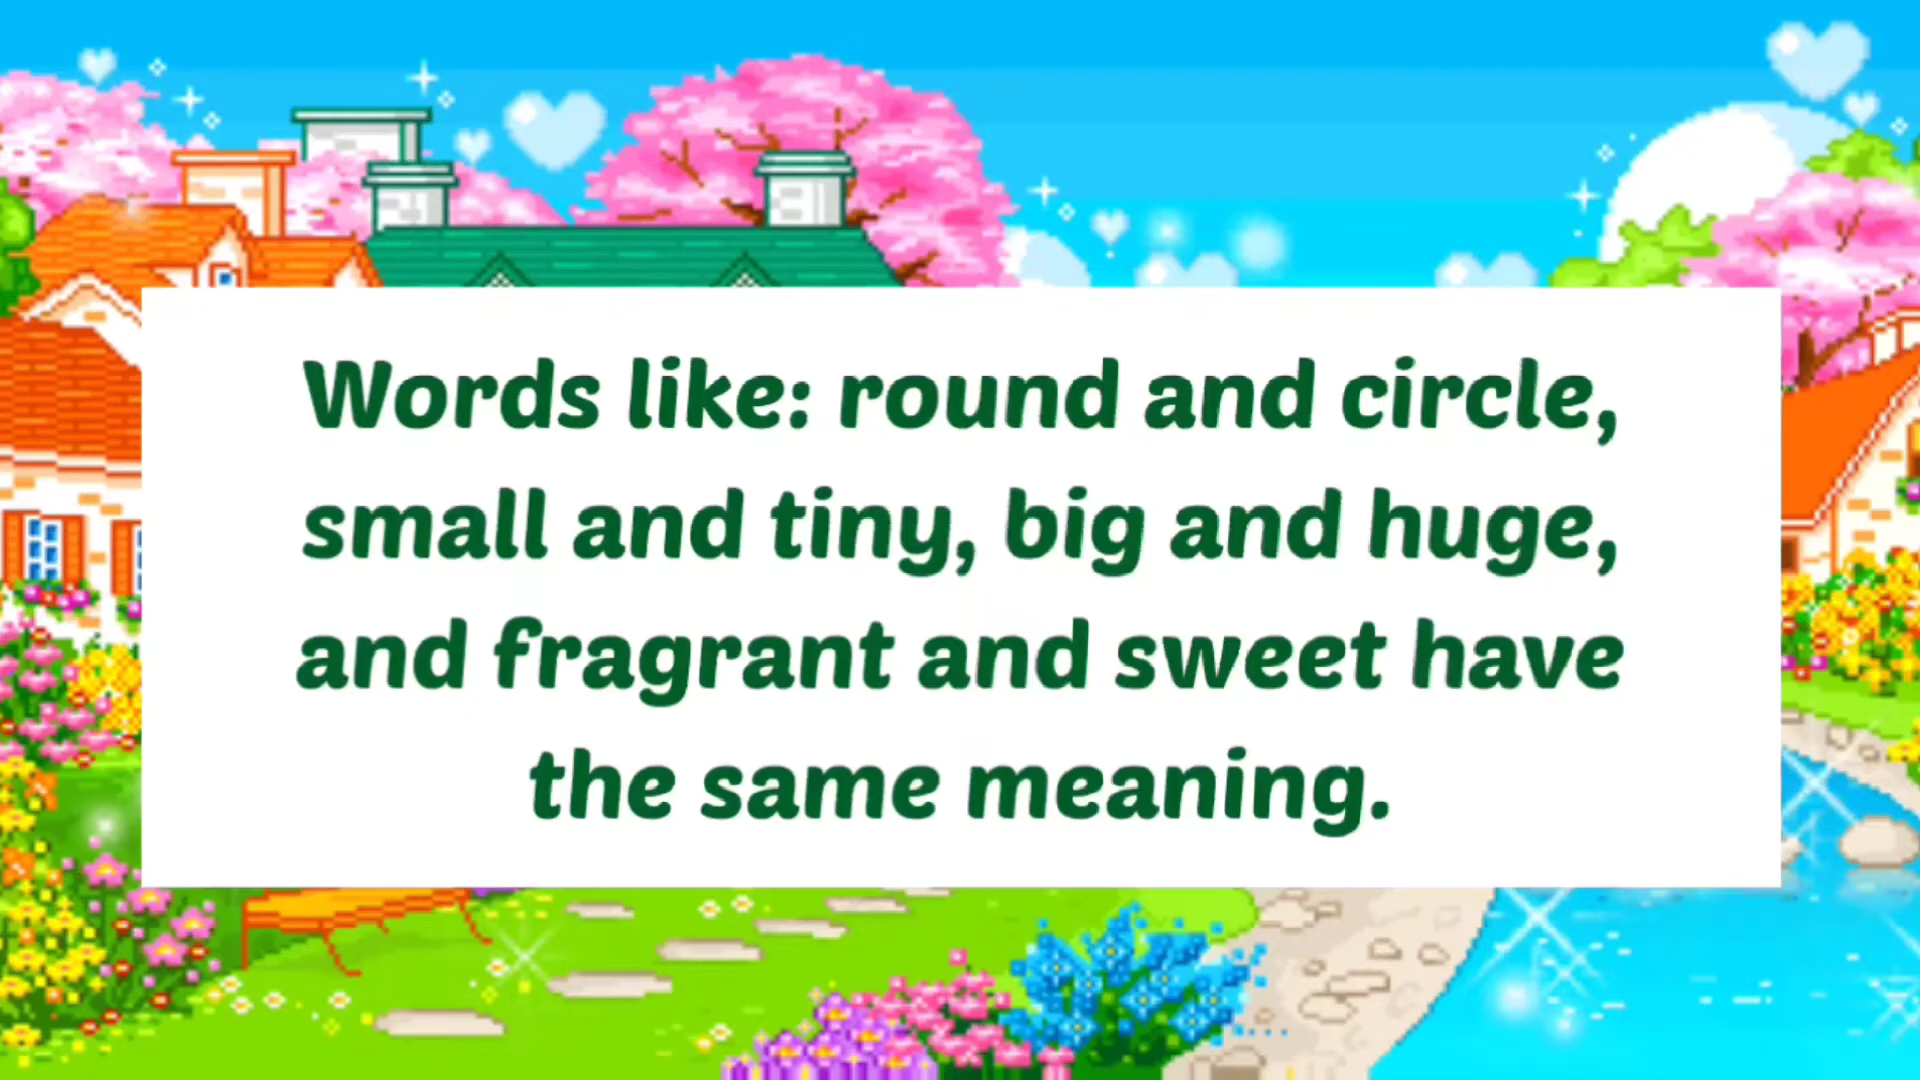 Words like: round and circle,
small and tiny, big and huge,
and fragrant and sweet have
the same meaning.